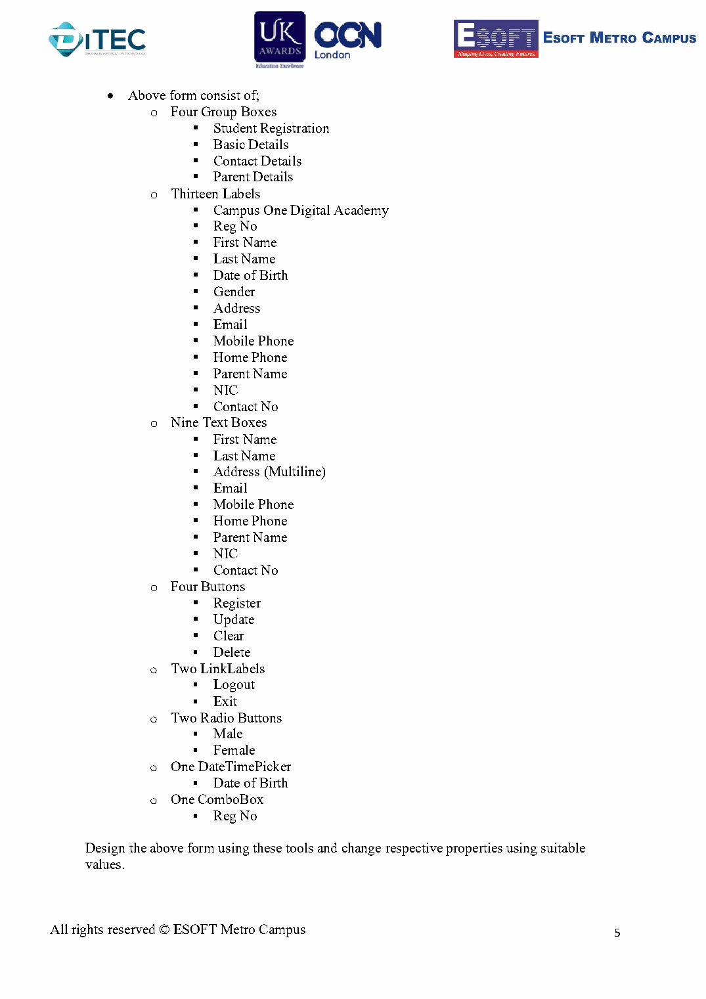 DiTEC
DIPLOMA IN INFORMATION TECHNOLOGY
UK
AWARDS
Education Excellence
OCN
London
ESOFT
Shaping Lives, Creating Futures.
ESOFT METRO CAMPUS
• Above form consist of;
o Four Group Boxes
▪ Student Registration
▪ Basic Details
▪ Contact Details
▪ Parent Details
o Thirteen Labels
▪ Campus One Digital Academy
▪ Reg No
▪ First Name
▪ Last Name
▪ Date of Birth
▪ Gender
▪ Address
▪ Email
▪ Mobile Phone
▪ Home Phone
▪ Parent Name
▪ NIC
▪ Contact No
o Nine Text Boxes
▪ First Name
▪ Last Name
▪ Address (Multiline)
▪ Email
▪ Mobile Phone
▪ Home Phone
▪ Parent Name
▪ NIC
▪ Contact No
o Four Buttons
▪ Register
▪ Update
▪ Clear
▪ Delete
o Two LinkLabels
▪ Logout
▪ Exit
o Two Radio Buttons
▪ Male
▪ Female
o One DateTimePicker
▪ Date of Birth
o One ComboBox
▪ Reg No
Design the above form using these tools and change respective properties using suitable
values.
All rights reserved © ESOFT Metro Campus 5